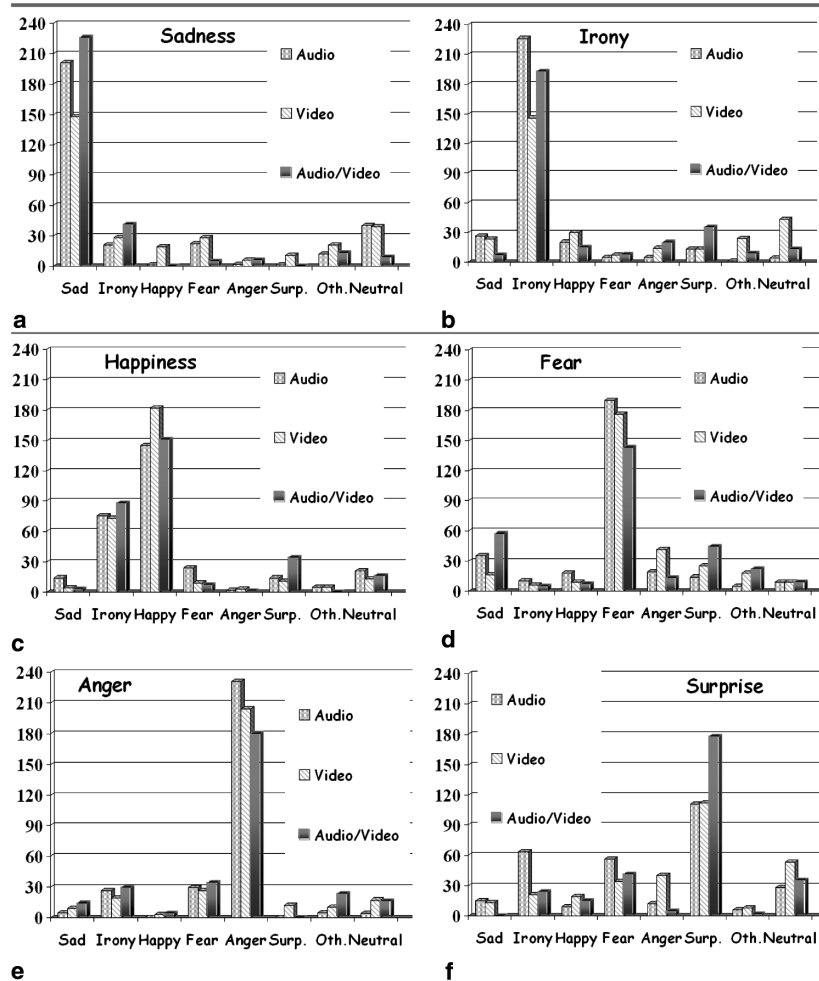 Sadness
240
210
180
150
120
90
60
30
0
Audio
Video
Audio/Video
Sad Irony Happy Fear Anger Surp. Oth. Neutral
a
Irony
240
210
180
150
120
90
60
30
0
Audio
Video
Audio/Video
Sad Irony Happy Fear Anger Surp. Oth. Neutral
b
Happiness
240
210
180
150
120
90
60
30
0
Audio
Video
Audio/Video
Sad Irony Happy Fear Anger Surp. Oth. Neutral
c
Fear
240
210
180
150
120
90
60
30
0
Audio
Video
Audio/Video
Sad Irony Happy Fear Anger Surp. Oth. Neutral
d
Anger
240
210
180
150
120
90
60
30
0
Audio
Video
Audio/Video
Sad Irony Happy Fear Anger Surp. Oth. Neutral
e
Surprise
240
210
180
150
120
90
60
30
0
Audio
Video
Audio/Video
Sad Irony Happy Fear Anger Surp. Oth. Neutral
f